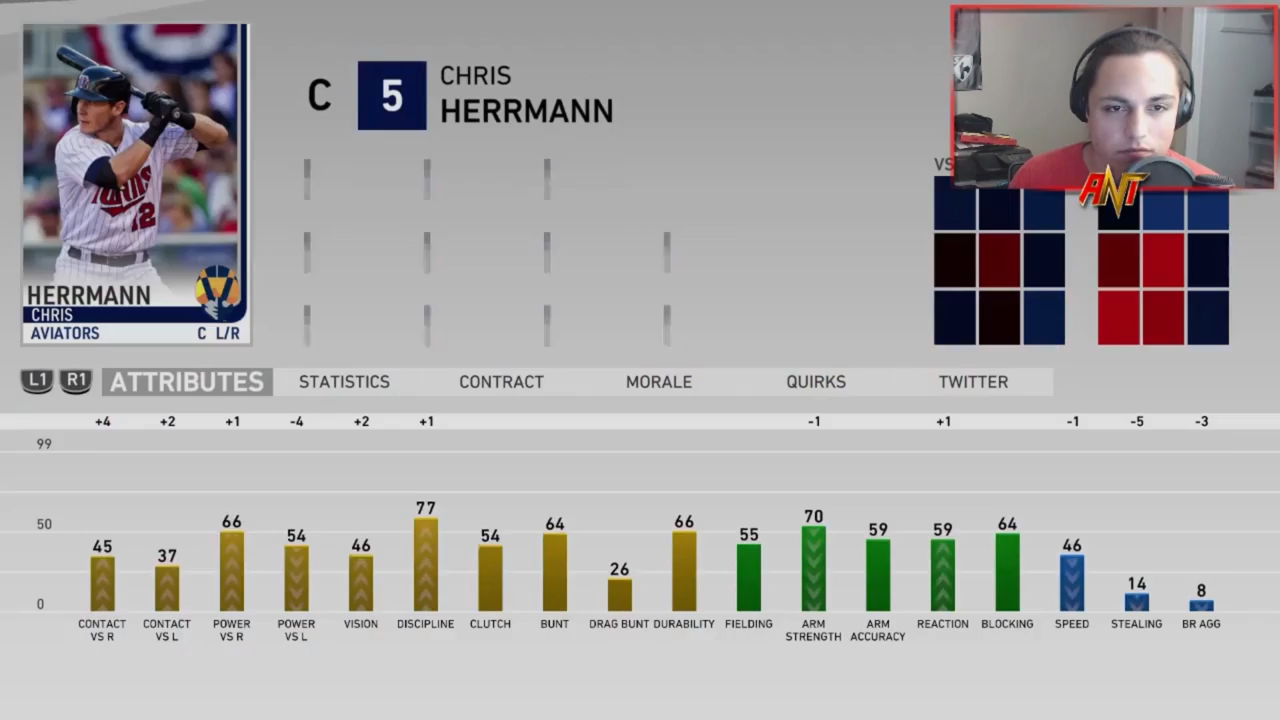 C 5 CHRIS
HERRMANN
TWINS
12
HERRMANN
CHRIS
AVIATORS C L/R
VS
ANT
L1 R1 ATTRIBUTES STATISTICS CONTRACT MORALE QUIRKS TWITTER
+4 +2 +1 -4 +2 +1 -1 +1 -1 -5 -3
99
50
0
45 37 66 54 46 77 54 64 26 66 55 70 59 59 64 46 14 8
CONTACT VS R
CONTACT VS L
POWER VS R
POWER VS L
VISION
DISCIPLINE
CLUTCH
BUNT
DRAG BUNT
DURABILITY
FIELDING
ARM STRENGTH
ARM ACCURACY
REACTION
BLOCKING
SPEED
STEALING
BR AGG